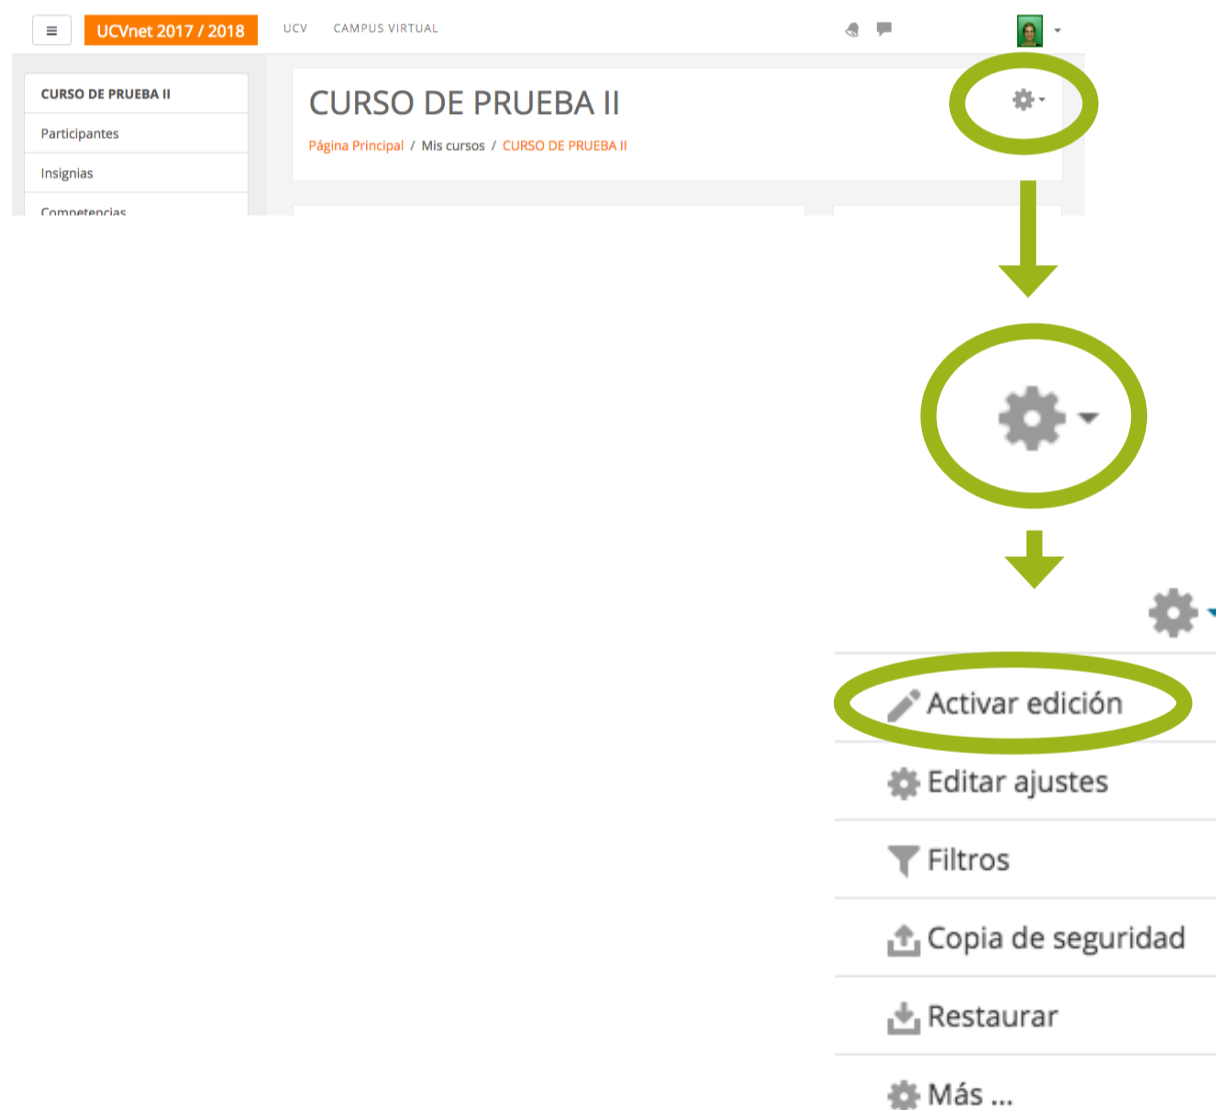 UCVnet 2017 / 2018 UCV CAMPUS VIRTUAL
CURSO DE PRUEBA II
Participantes
Insignias
Competencias
CURSO DE PRUEBA II
Página Principal / Mis cursos / CURSO DE PRUEBA II
Activar edición
Editar ajustes
Filtros
Copia de seguridad
Restaurar
Más ...